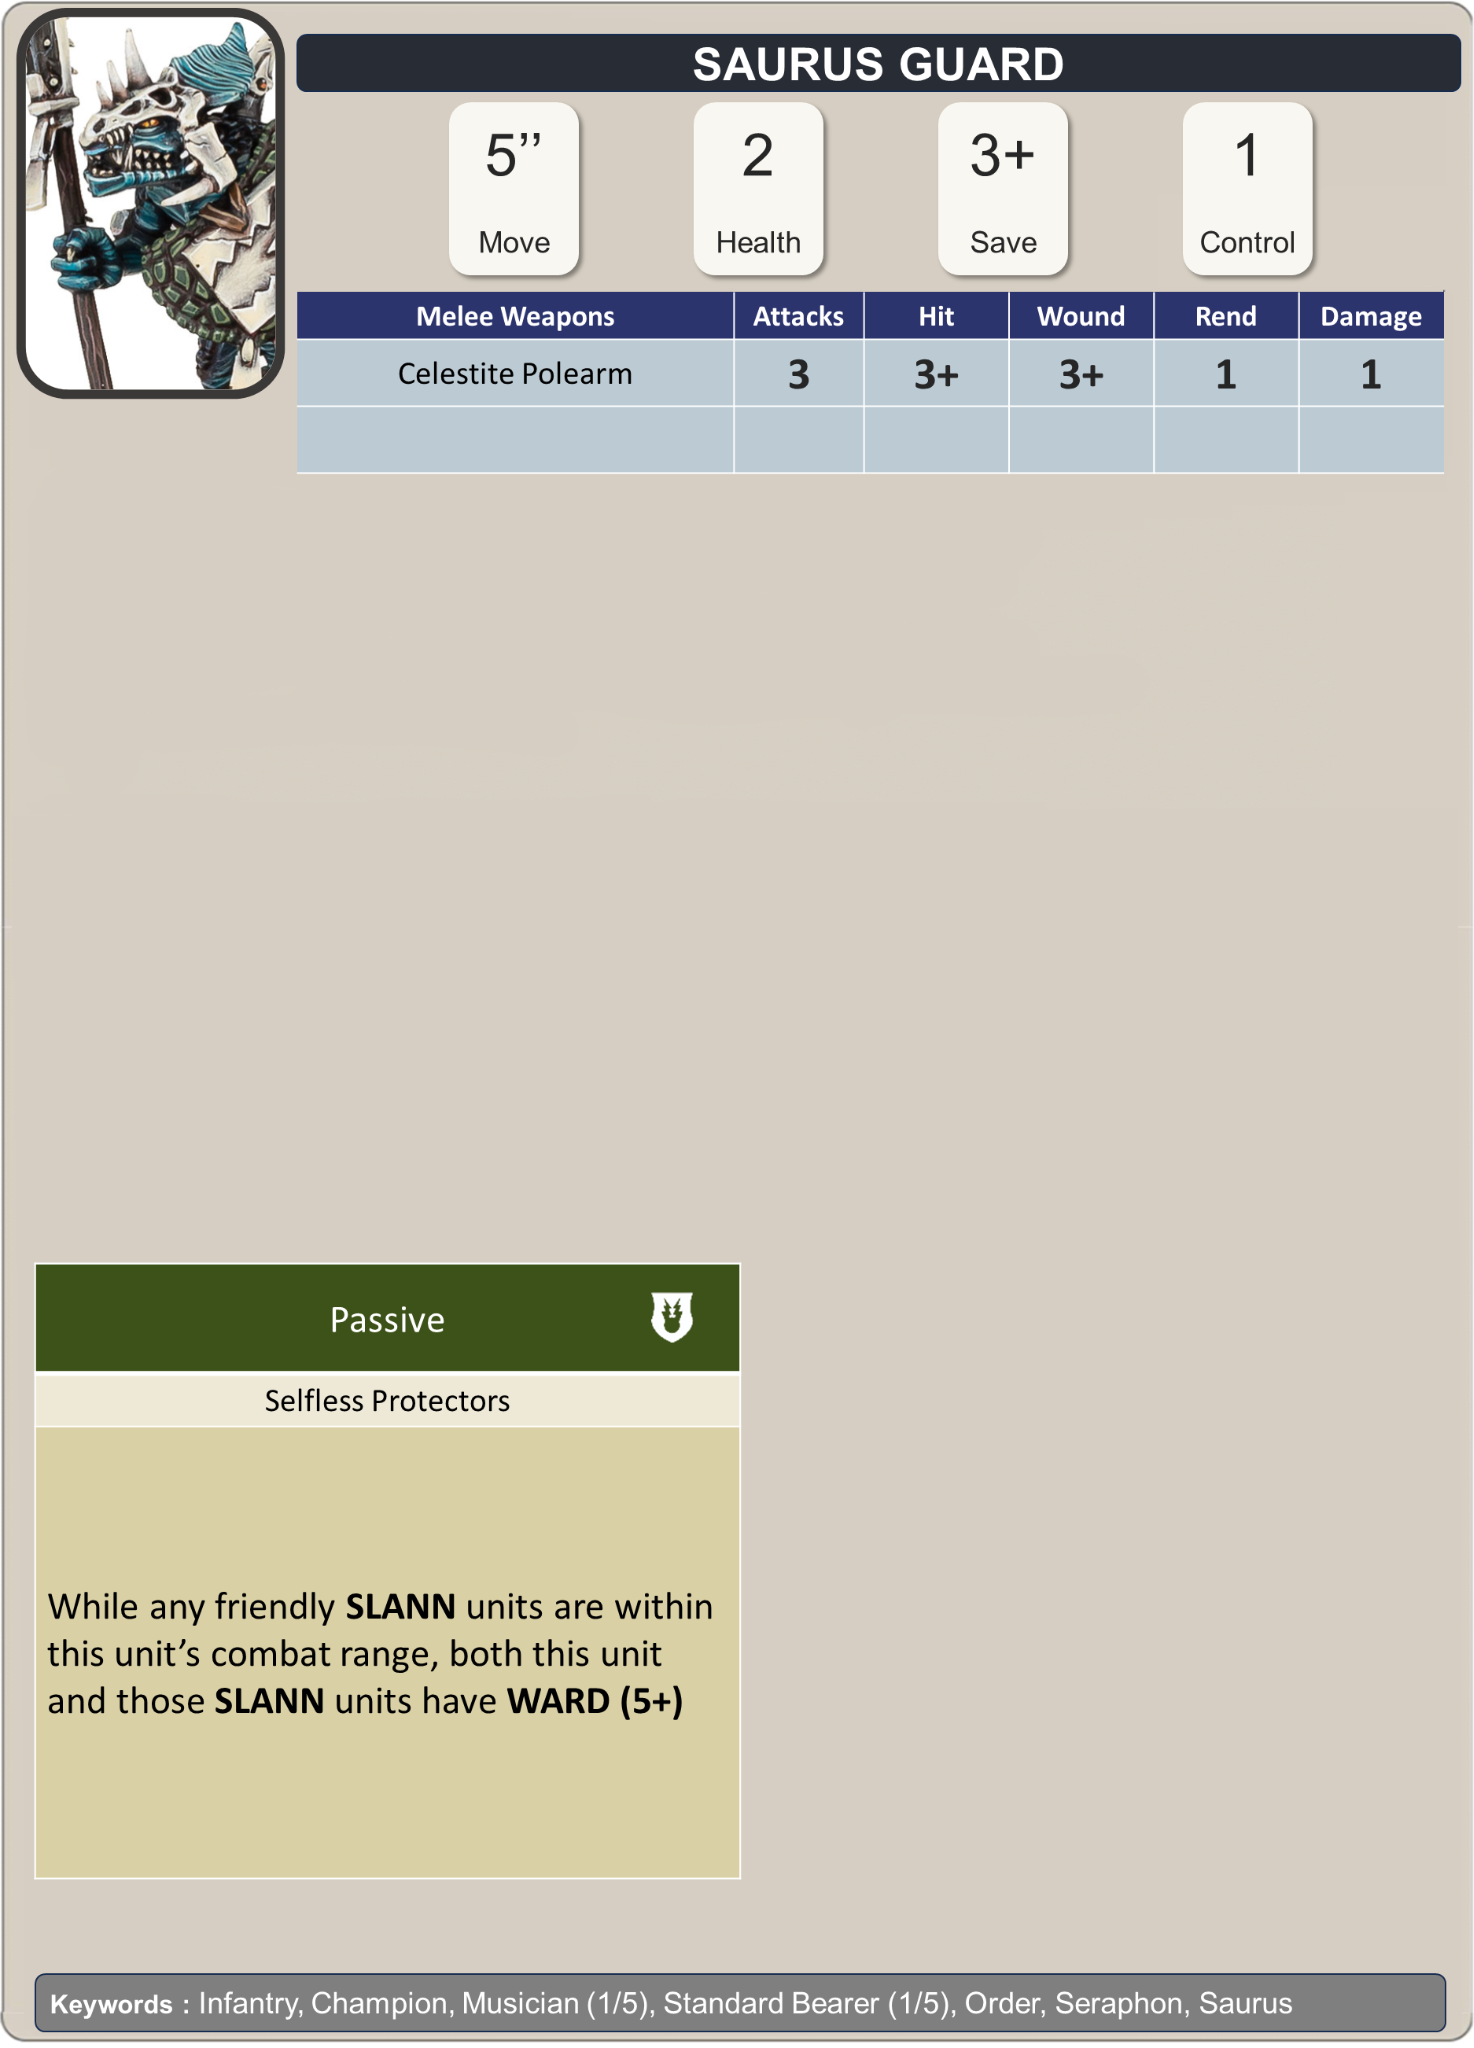 SAURUS GUARD
5’’ 2 3+ 1
Move Health Save Control
Melee Weapons Attacks Hit Wound Rend Damage
Celestite Polearm 3 3+ 3+ 1 1
Passive
Selfless Protectors
While any friendly SLANN units are within
this unit’s combat range, both this unit
and those SLANN units have WARD (5+)
Keywords : Infantry, Champion, Musician (1/5), Standard Bearer (1/5), Order, Seraphon, Saurus